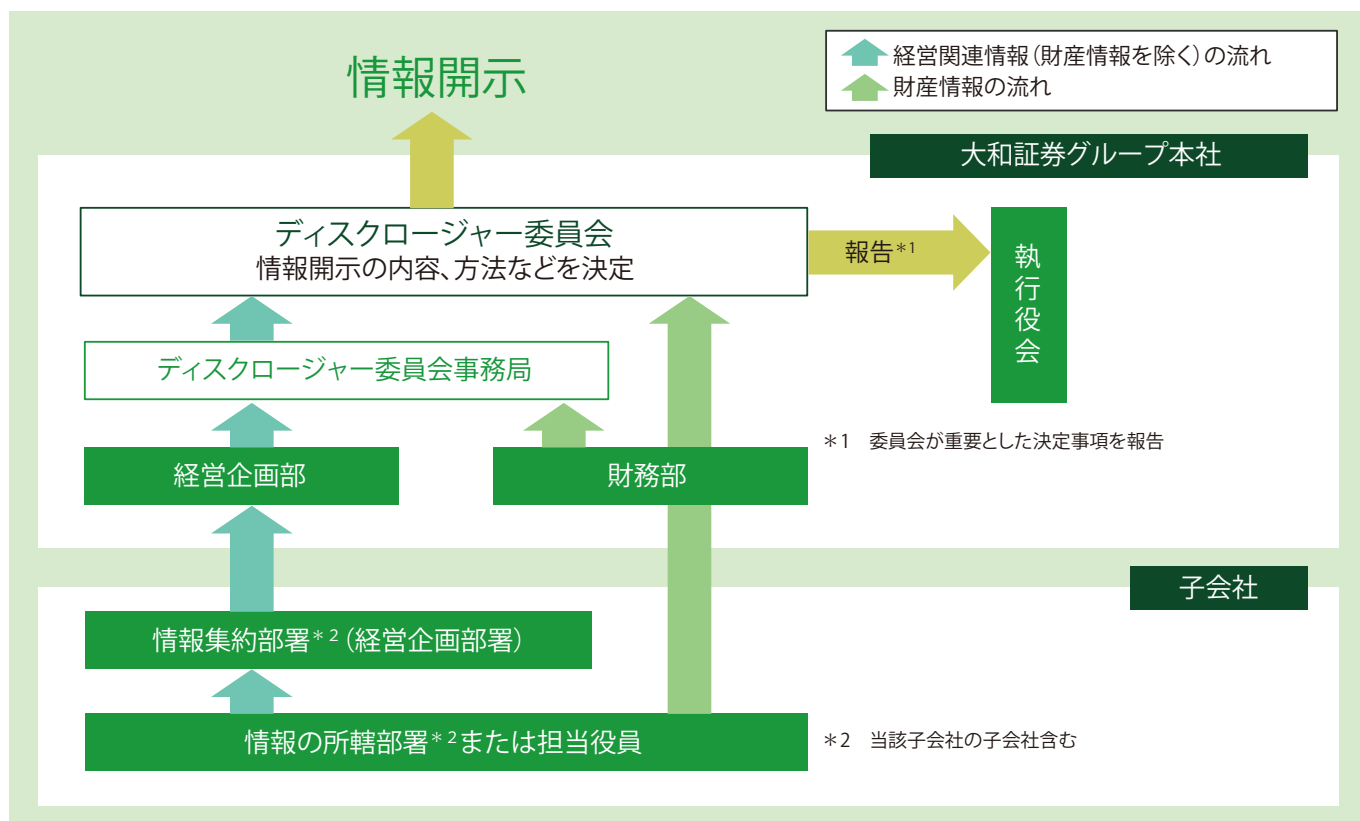 情報開示
経営関連情報（財産情報を除く）の流れ
財産情報の流れ
大和証券グループ本社
ディスクロージャー委員会
情報開示の内容、方法などを決定
報告＊1
執行役会
ディスクロージャー委員会事務局
＊1　委員会が重要とした決定事項を報告
経営企画部
財務部
子会社
情報集約部署＊2（経営企画部署）
情報の所轄部署＊2または担当役員
＊2　当該子会社の子会社含む